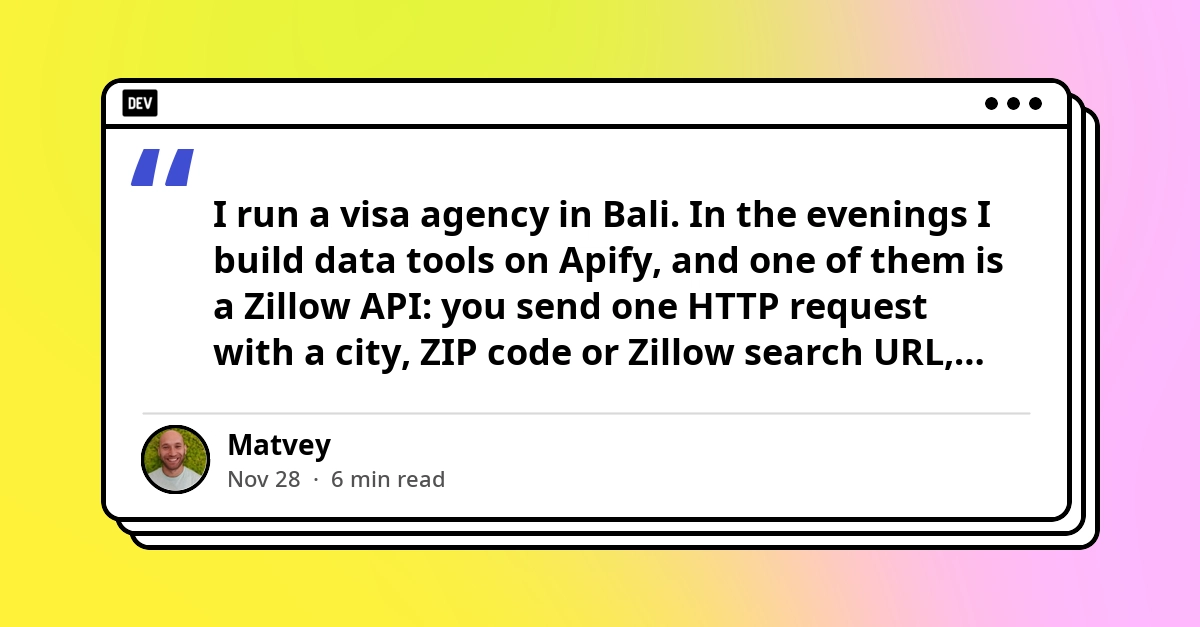 DEV
I run a visa agency in Bali. In the evenings I
build data tools on Apify, and one of them is
a Zillow API: you send one HTTP request
with a city, ZIP code or Zillow search URL,...
Matvey
Nov 28 · 6 min read